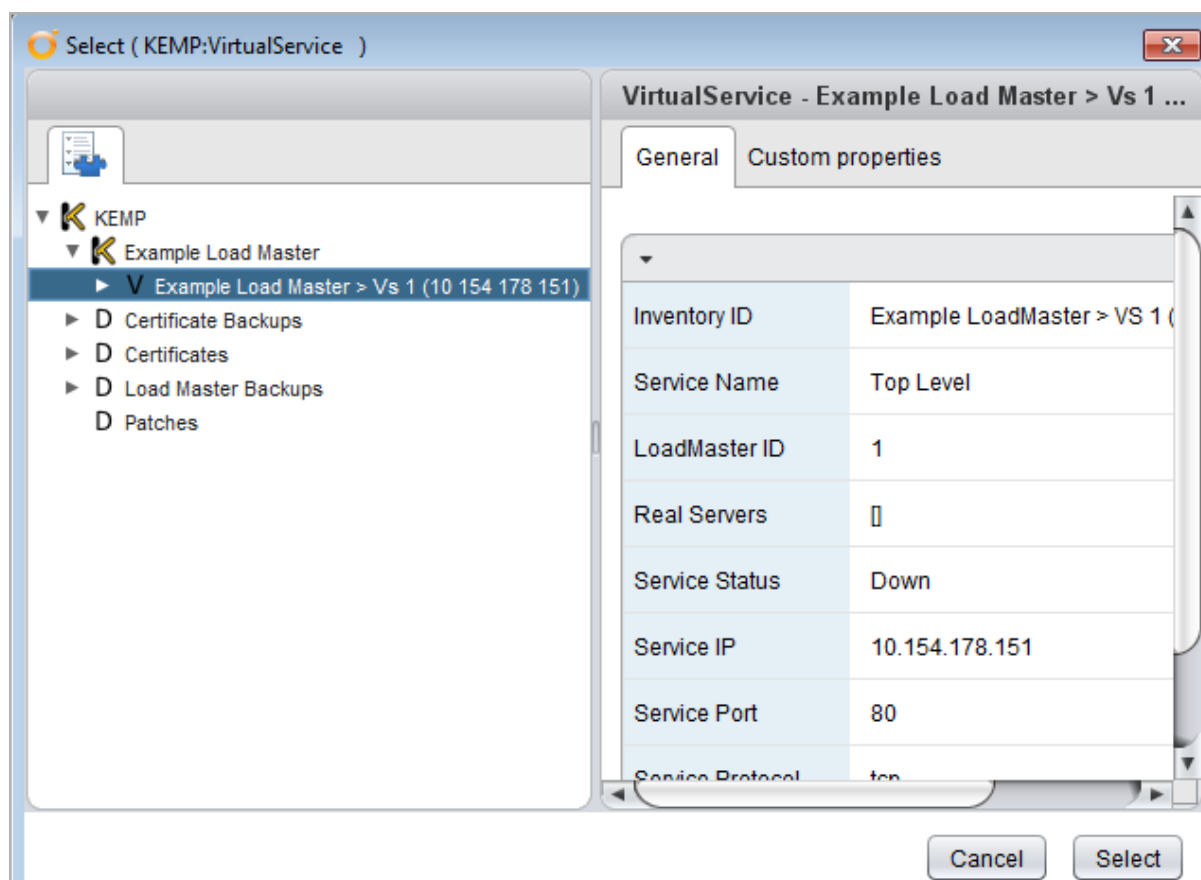 Select ( KEMP:VirtualService )
VirtualService - Example Load Master > Vs 1 ...
General Custom properties
KEMP
Example Load Master
V Example Load Master > Vs 1 (10 154 178 151)
D Certificate Backups
D Certificates
D Load Master Backups
D Patches
Inventory ID Example LoadMaster > VS 1 (
Service Name Top Level
LoadMaster ID 1
Real Servers []
Service Status Down
Service IP 10.154.178.151
Service Port 80
Service Protocol tcp
Cancel Select